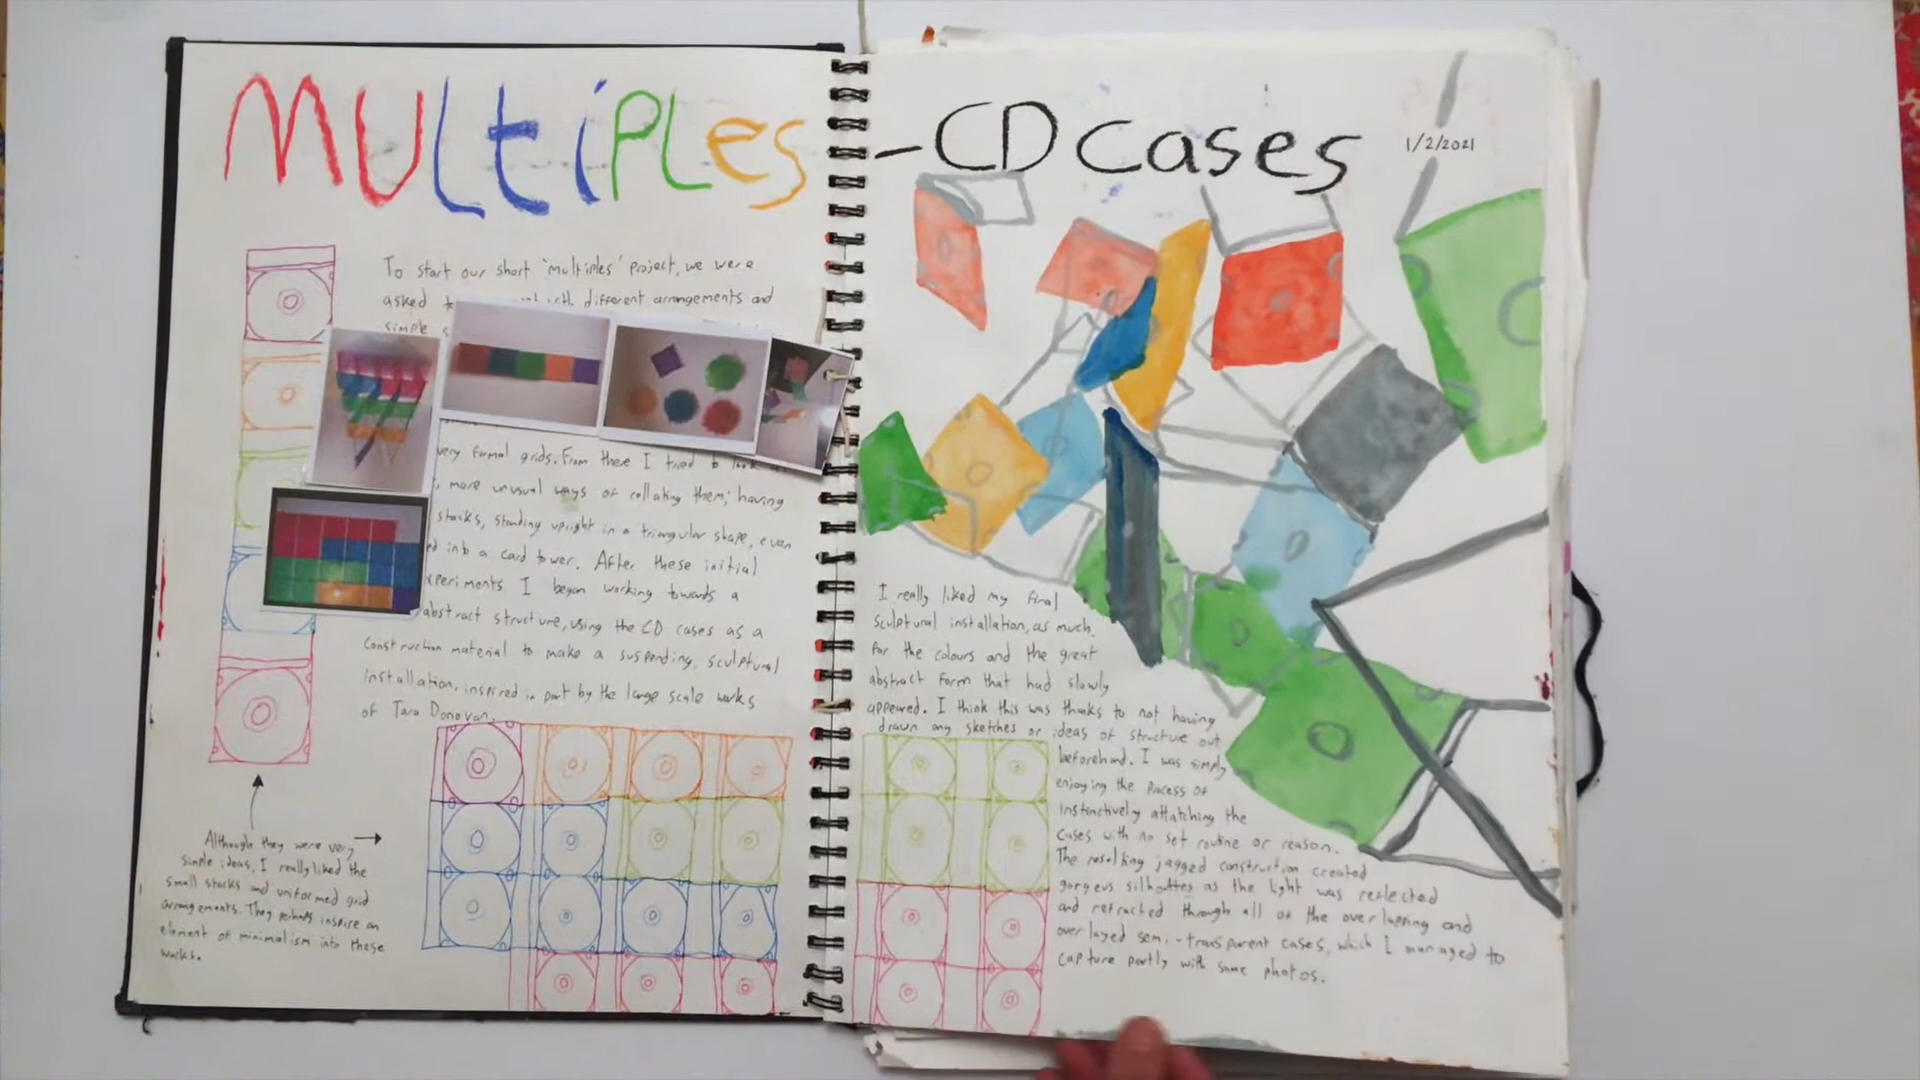 Multiples - CD cases
1/2/2021
To start our short 'multiples' project, we were
asked different arrangements and
simple
very formal grids. From there I tried to look
more unusual ways of collating them; having
stacks, standing upright in a triangular shape, even
into a card tower. After these initial
experiments I began working towards a
abstract structure, using the CD cases as a
construction material to make a suspending, sculptural
installation, inspired in part by the large scale works
of Tara Donovan.
Although they were very
simple ideas, I really liked the
small stacks and uniformed grid
arrangements. They perhaps inspire an
element of minimalism into these
works.
I really liked my final
sculptural installation, as much
for the colours and the great
abstract form that had slowly
appeared. I think this was thanks to not having
drawn any sketches or ideas of structure out
beforehand. I was simply
enjoying the process of
instinctively attatching the
cases with no set routine or reason.
The resulting jagged construction created
gorgeus silhouttes as the light was reflected
and refracted through all of the overlapping and
overlayed semi-transparent cases, which I managed to
capture partly with some photos.